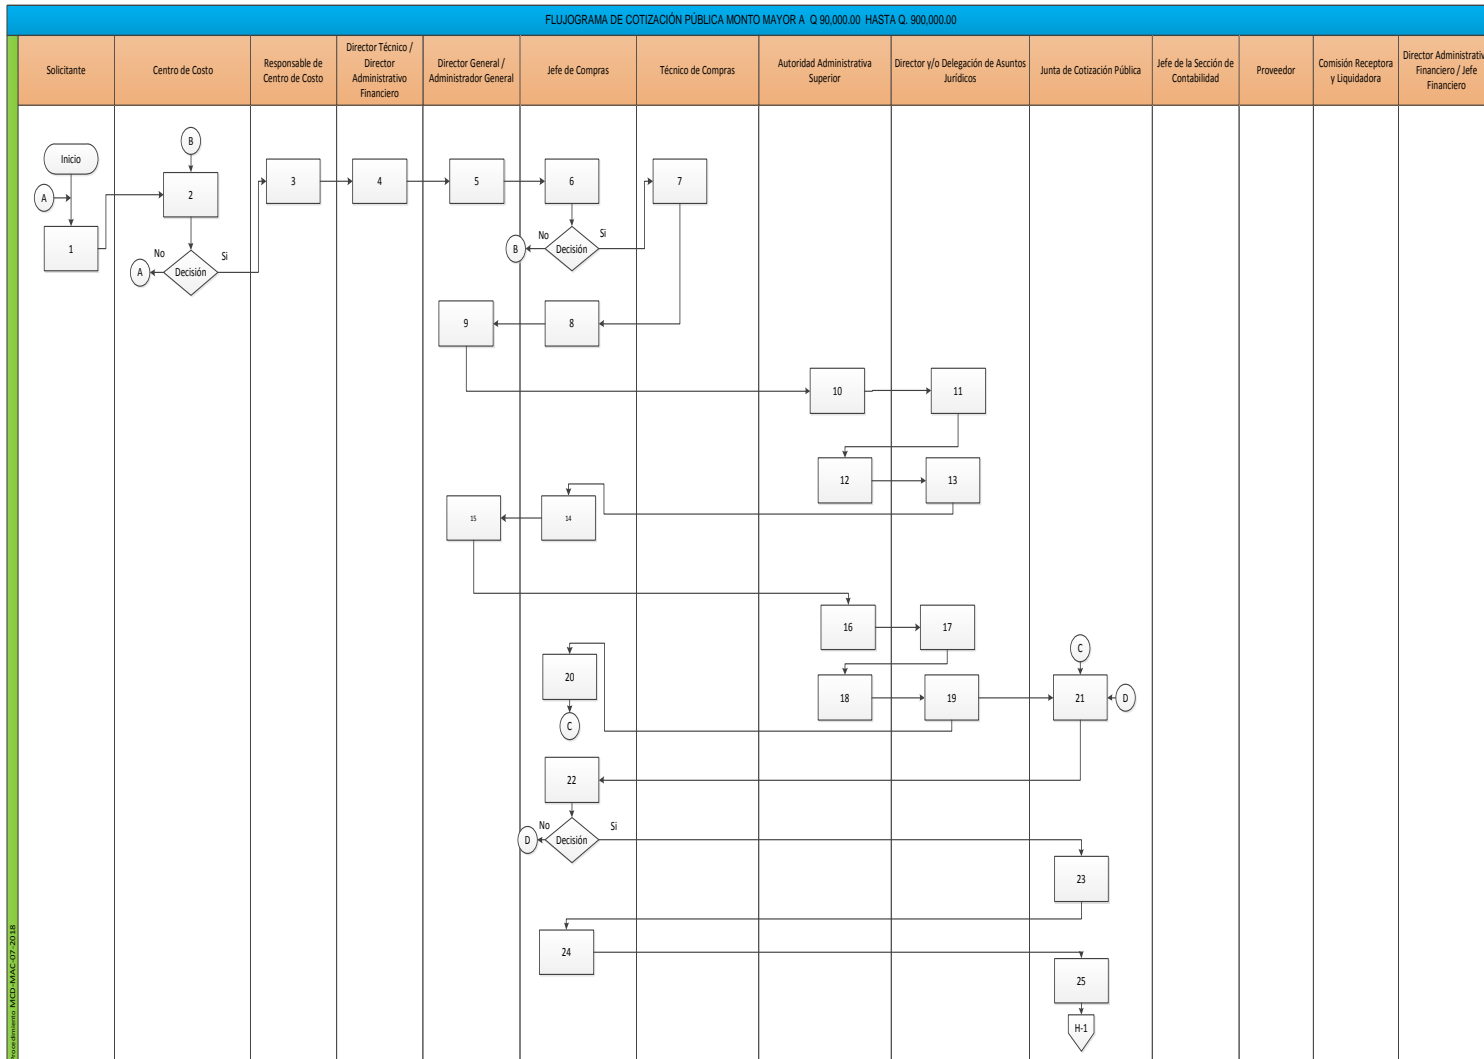 FLUJOGRAMA DE COTIZACIÓN PÚBLICA MONTO MAYOR A Q 90,000.00 HASTA Q. 900,000.00
Solicitante
Centro de Costo
Responsable de
Centro de Costo
Director Técnico /
Director
Administrativo
Financiero
Director General /
Administrador General
Jefe de Compras
Técnico de Compras
Autoridad Administrativa
Superior
Director y/o Delegación de Asuntos
Jurídicos
Junta de Cotización Pública
Jefe de la Sección de
Contabilidad
Proveedor
Comisión Receptora
y Liquidadora
Director Administrativ
Financiero / Jefe
Financiero
Inicio
A
1
B
2
No
Si
A
Decisión
3
4
5
6
No
Si
B
Decisión
7
9
8
10
11
12
13
15
14
16
17
C
20
18
19
21
D
C
22
No
Si
D
Decisión
23
24
25
H-1
Procedimiento MCD-MAC-07-2018